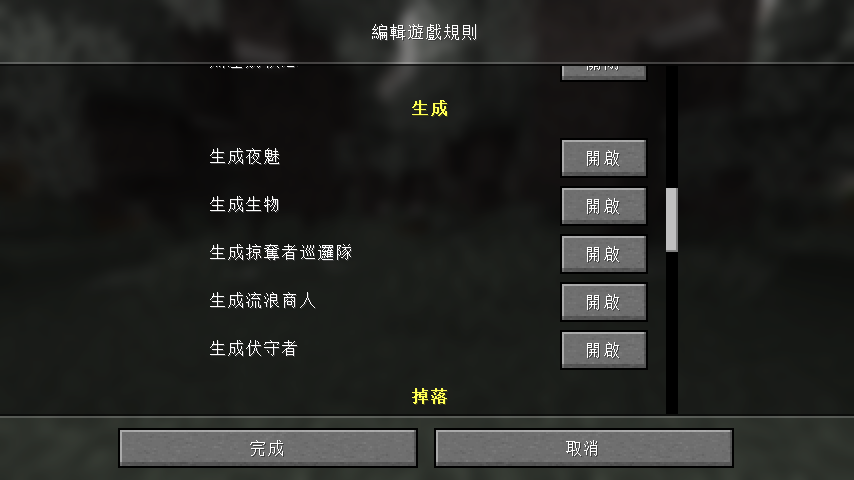 編輯遊戲規則
生成
生成夜魅 開啟
生成生物 開啟
生成掠奪者巡邏隊 開啟
生成流浪商人 開啟
生成伏守者 開啟
掉落
完成 取消